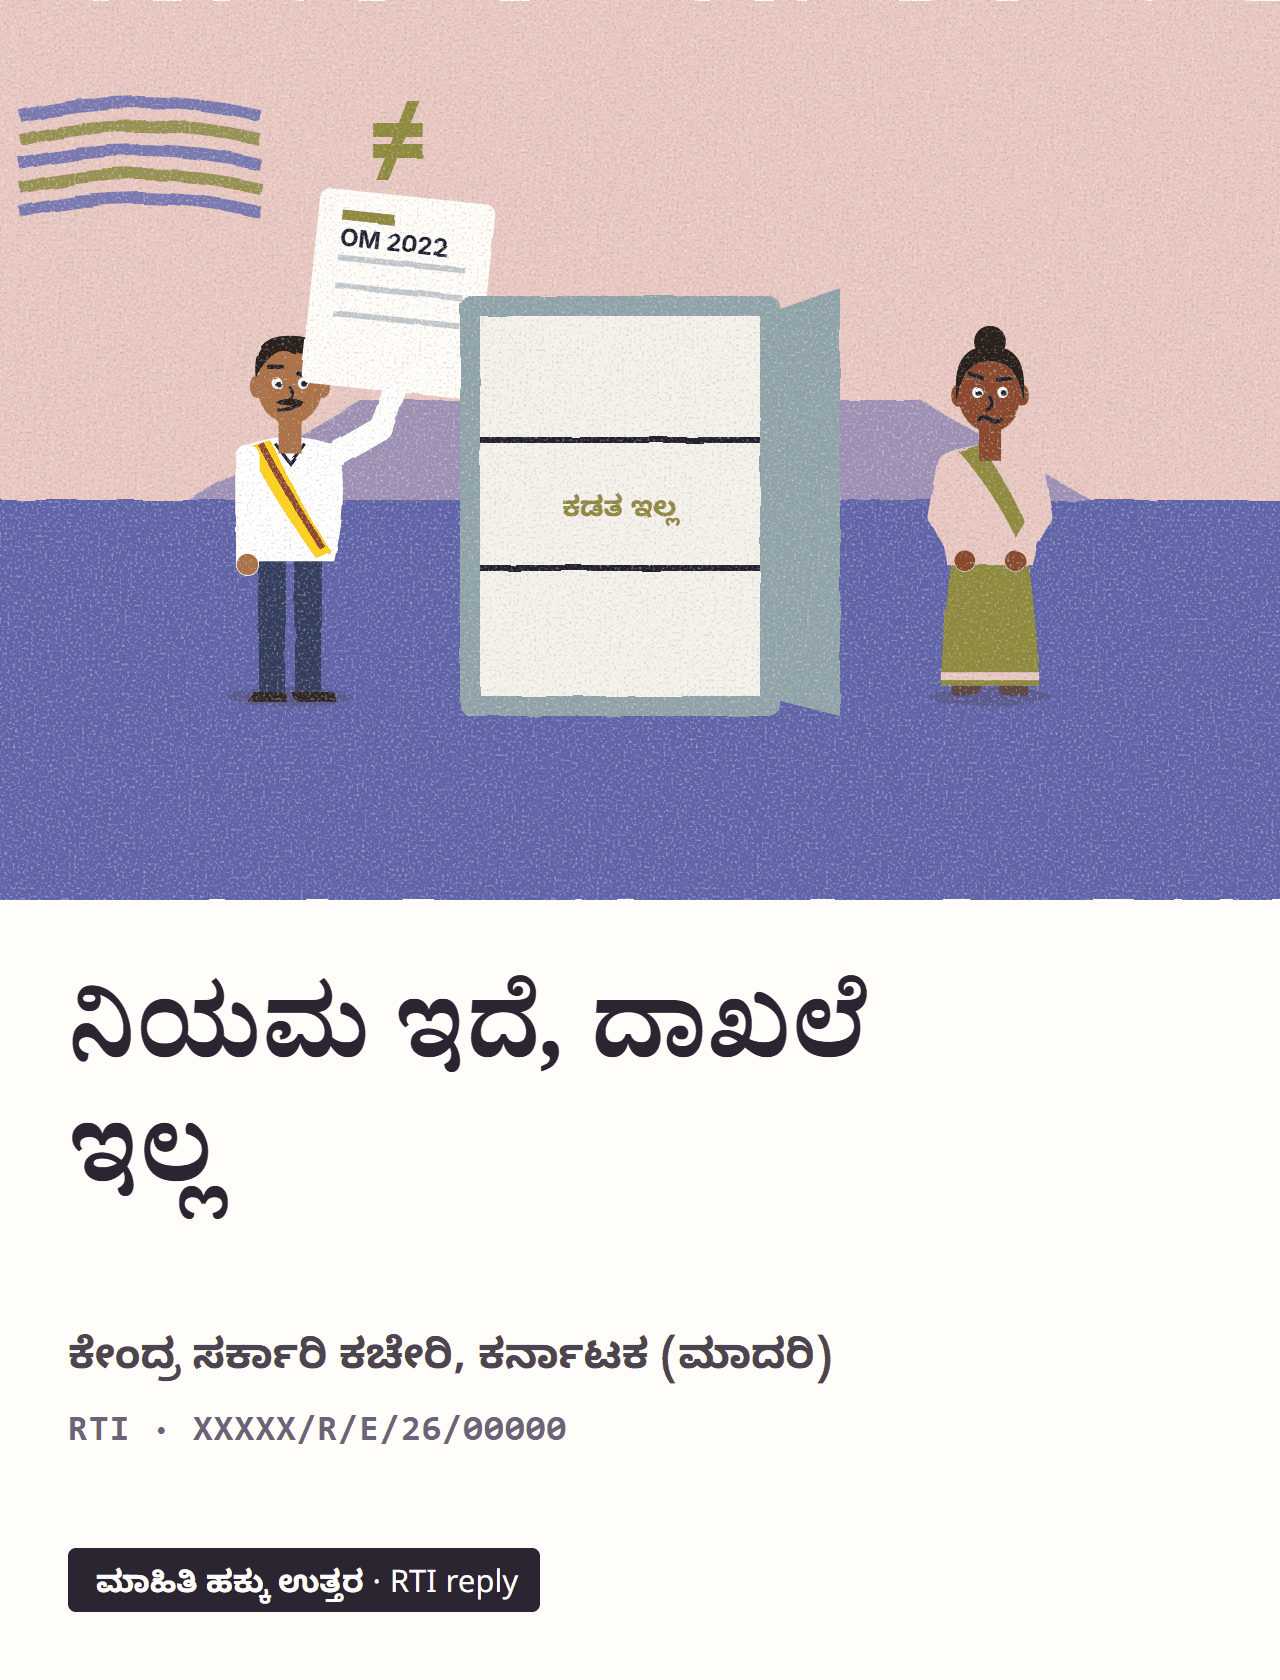 ≠
OM 2022
ಕಡತ ಇಲ್ಲ
ನಿಯಮ ಇದೆ, ದಾಖಲೆ
ಇಲ್ಲ
ಕೇಂದ್ರ ಸರ್ಕಾರಿ ಕಚೇರಿ, ಕರ್ನಾಟಕ (ಮಾದರಿ)
RTI · XXXXX/R/E/26/00000
ಮಾಹಿತಿ ಹಕ್ಕು ಉತ್ತರ · RTI reply